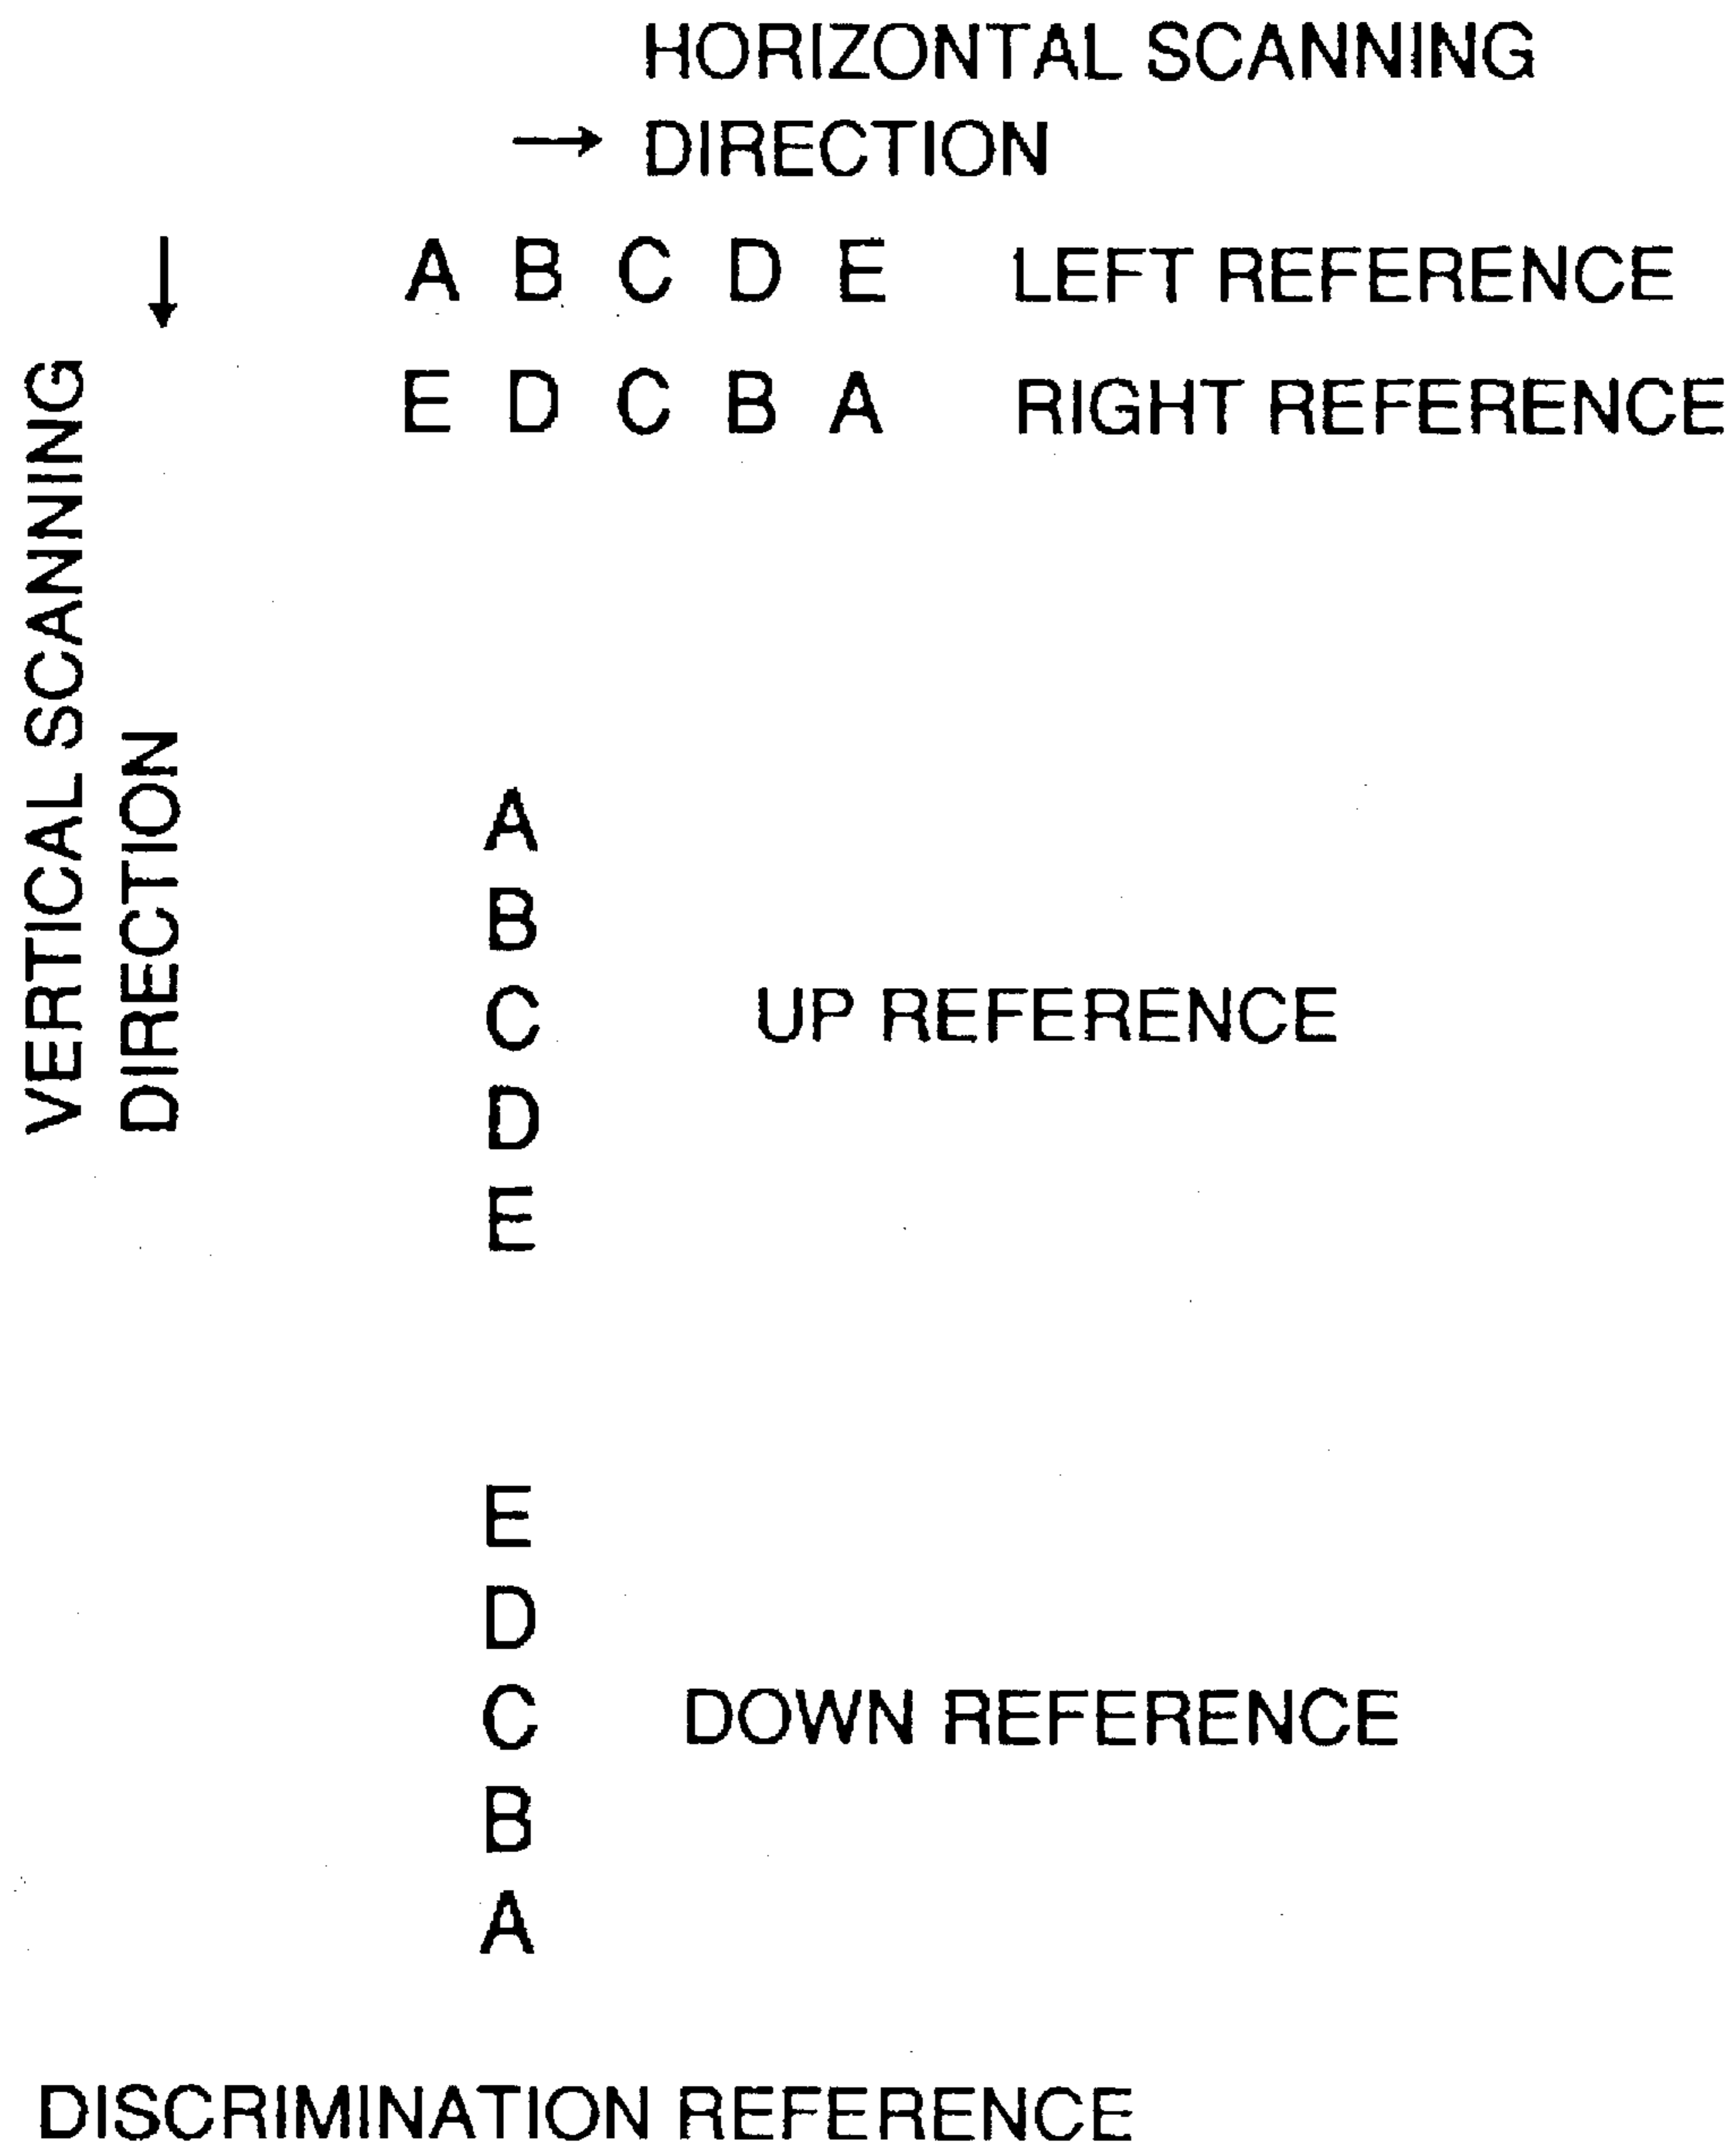 HORIZONTAL SCANNING
→ DIRECTION
A B C D E LEFT REFERENCE
E D C B A RIGHT REFERENCE
VERTICAL SCANNING
DIRECTION
A
B
C UP REFERENCE
D
E
E
D
C DOWN REFERENCE
B
A
DISCRIMINATION REFERENCE